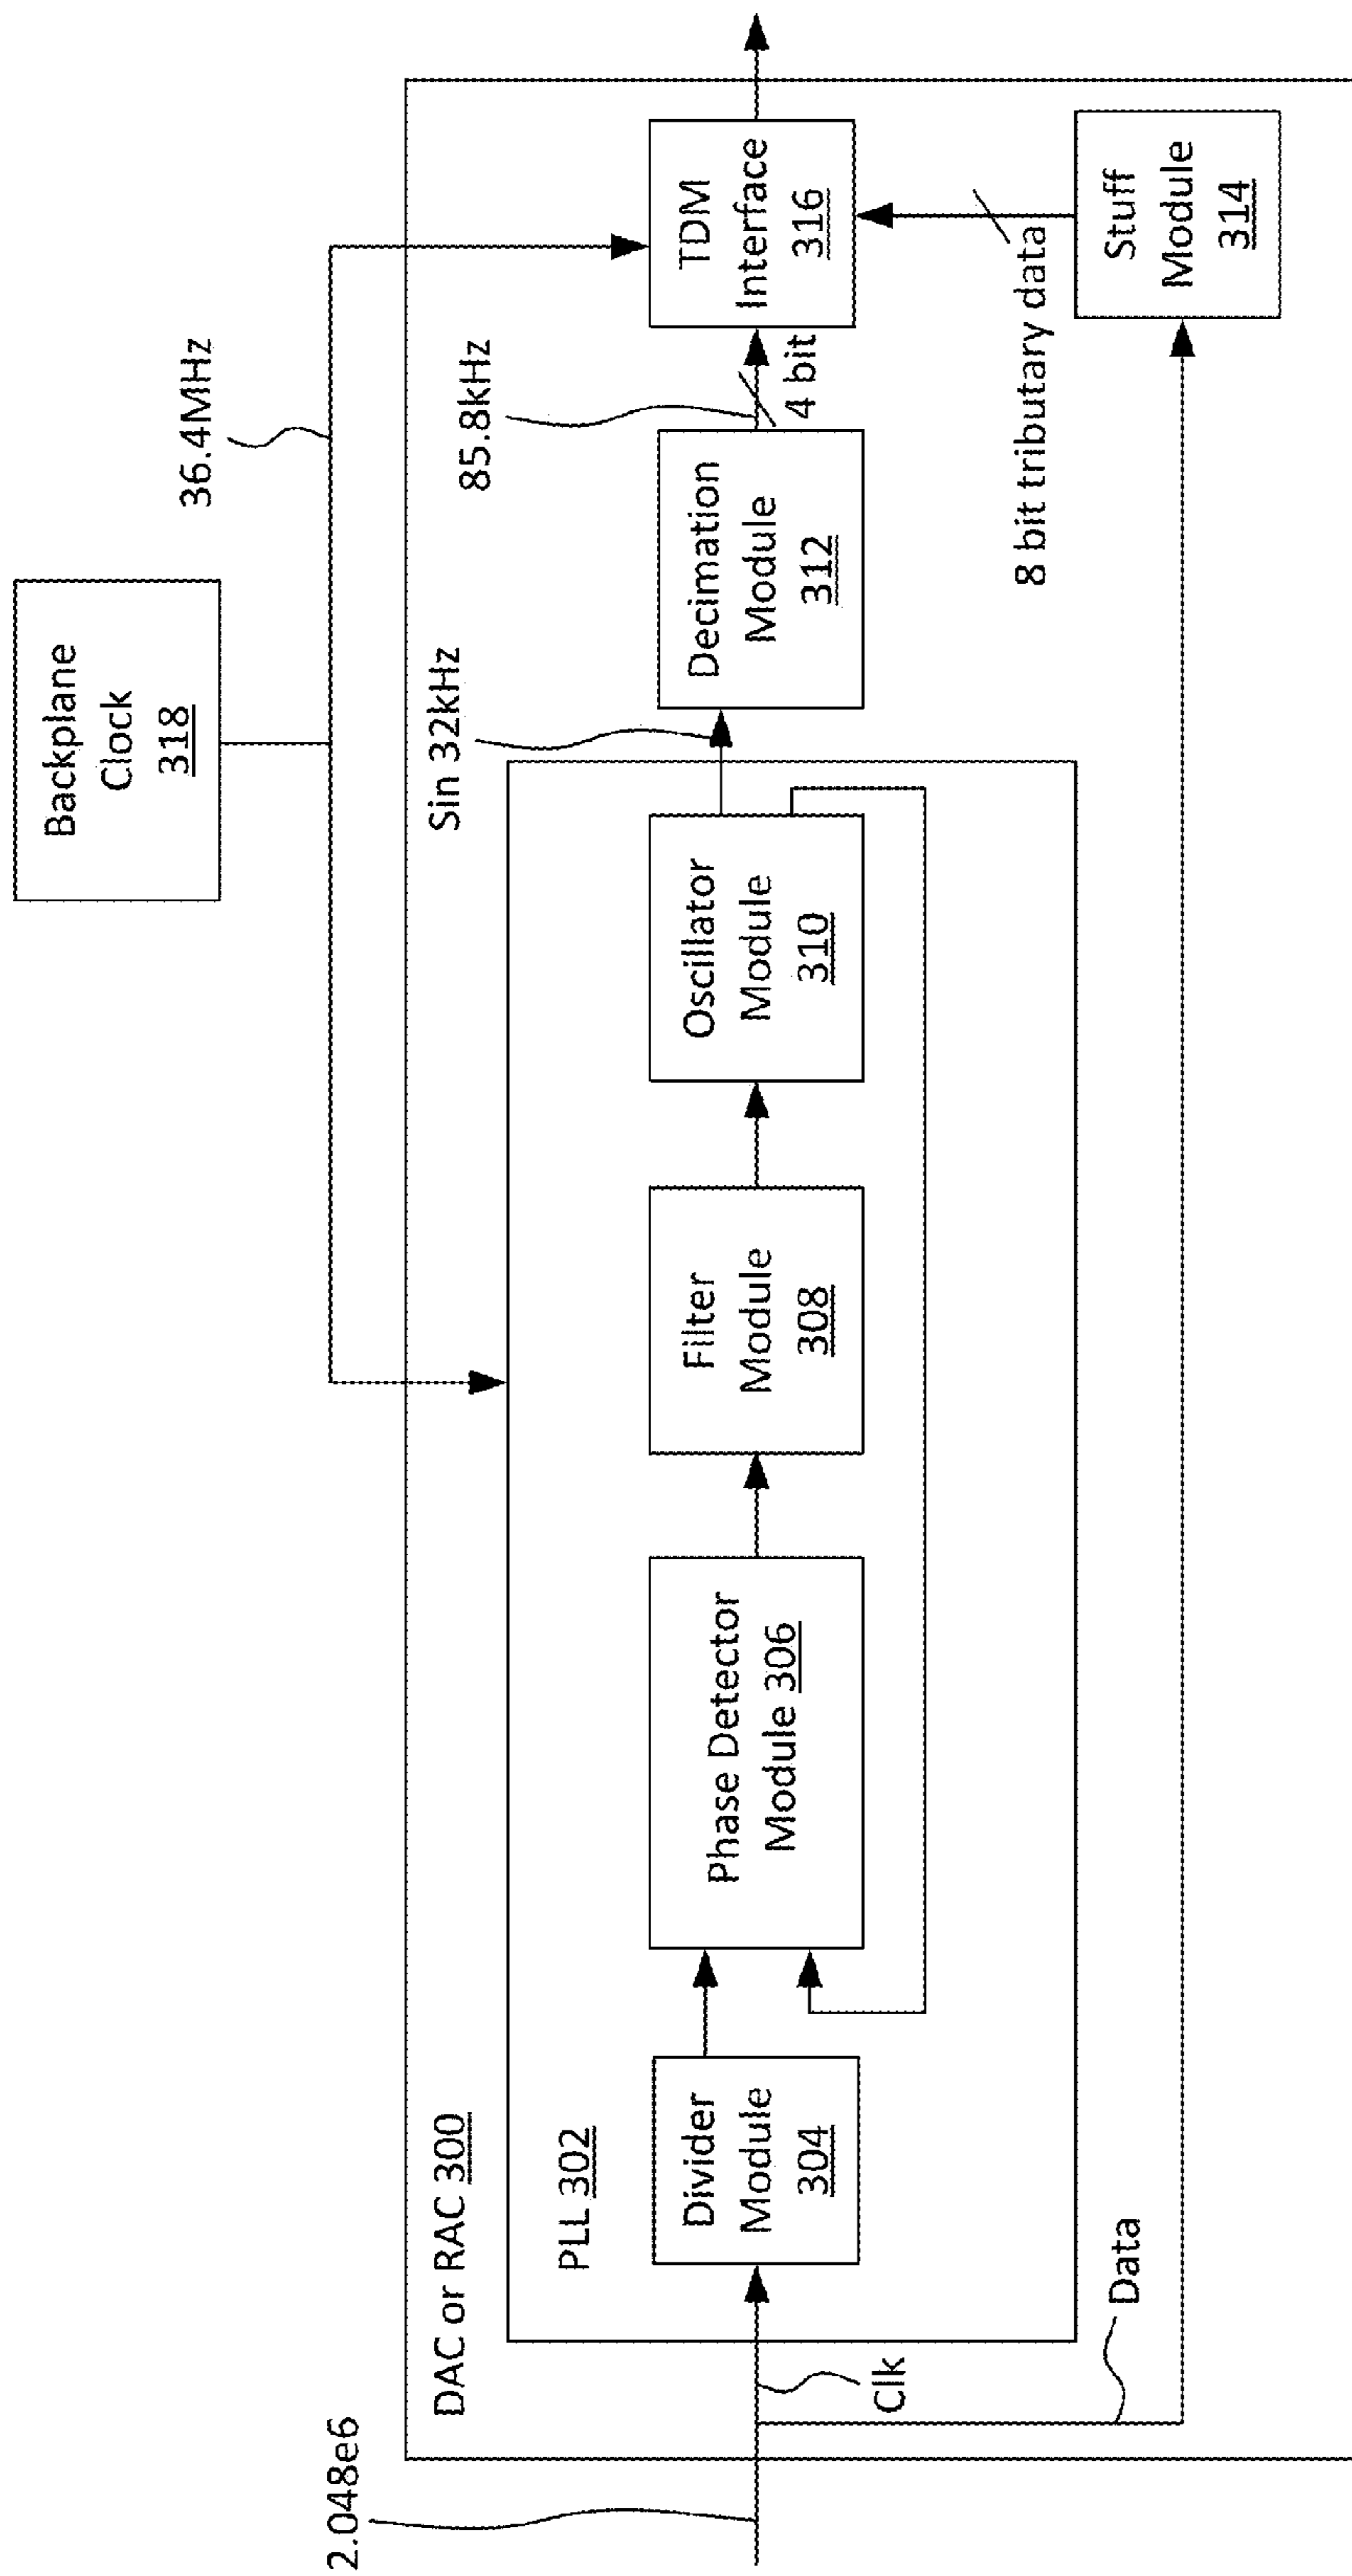 Backplane
Clock
318
36.4MHz
2.048e6
DAC or RAC 300
Sin 32kHz
85.8kHz
PLL 302
Divider
Module
304
Phase Detector
Module 306
Filter
Module
308
Oscillator
Module
310
Decimation
Module
312
4 bit
TDM
Interface
316
Clk
8 bit tributary data
Data
Stuff
Module
314